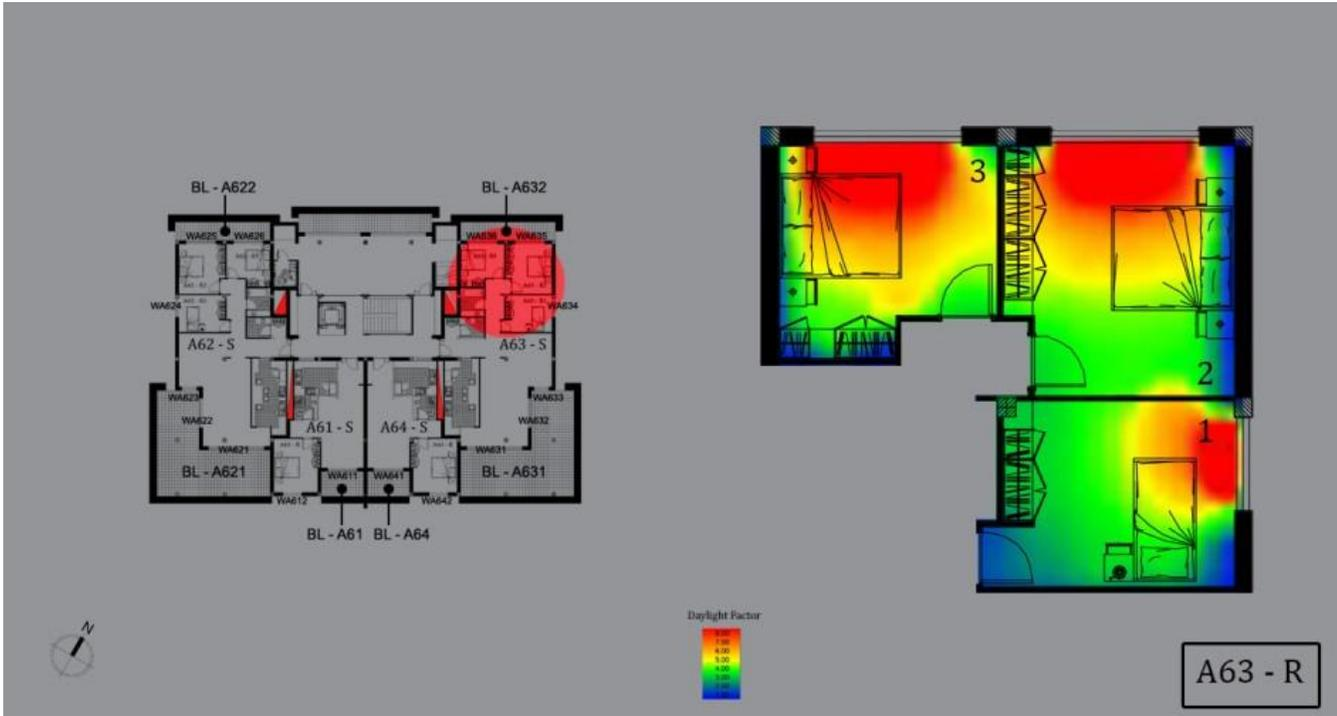 BL - A622
BL - A632
WA625
WA626
WA636
WA635
WA624
WA634
A62 - S
A63 - S
WA623
WA633
WA622
WA632
WA621
A61 - S
A64 - S
WA631
BL - A621
WA611
WA641
BL - A631
WA612
WA642
BL - A61
BL - A64
3
2
1
N
Daylight Factor
8.00
7.00
6.00
5.00
4.00
3.00
2.00
A63 - R